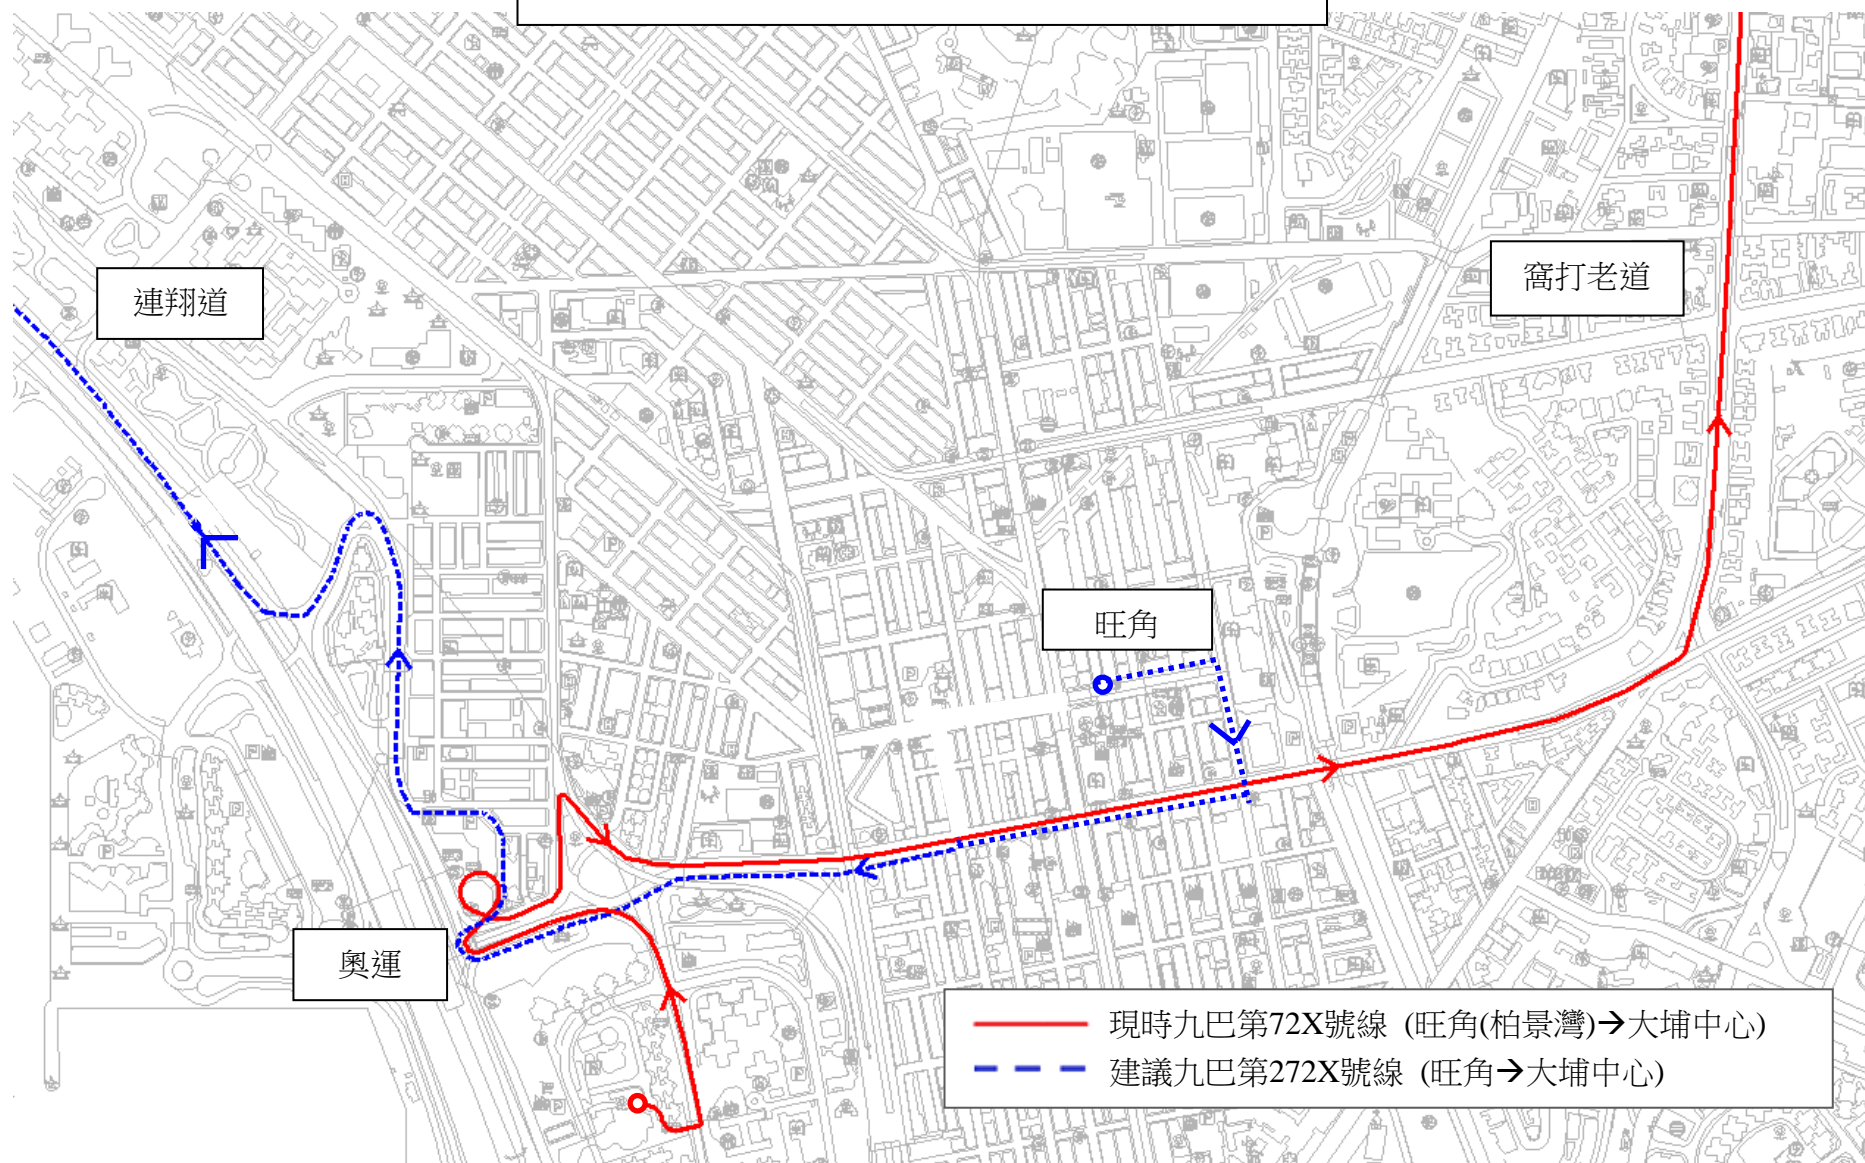 連翔道
窩打老道
旺角
奧運
現時九巴第72X號線 (旺角(柏景灣)→大埔中心)
建議九巴第272X號線 (旺角→大埔中心)